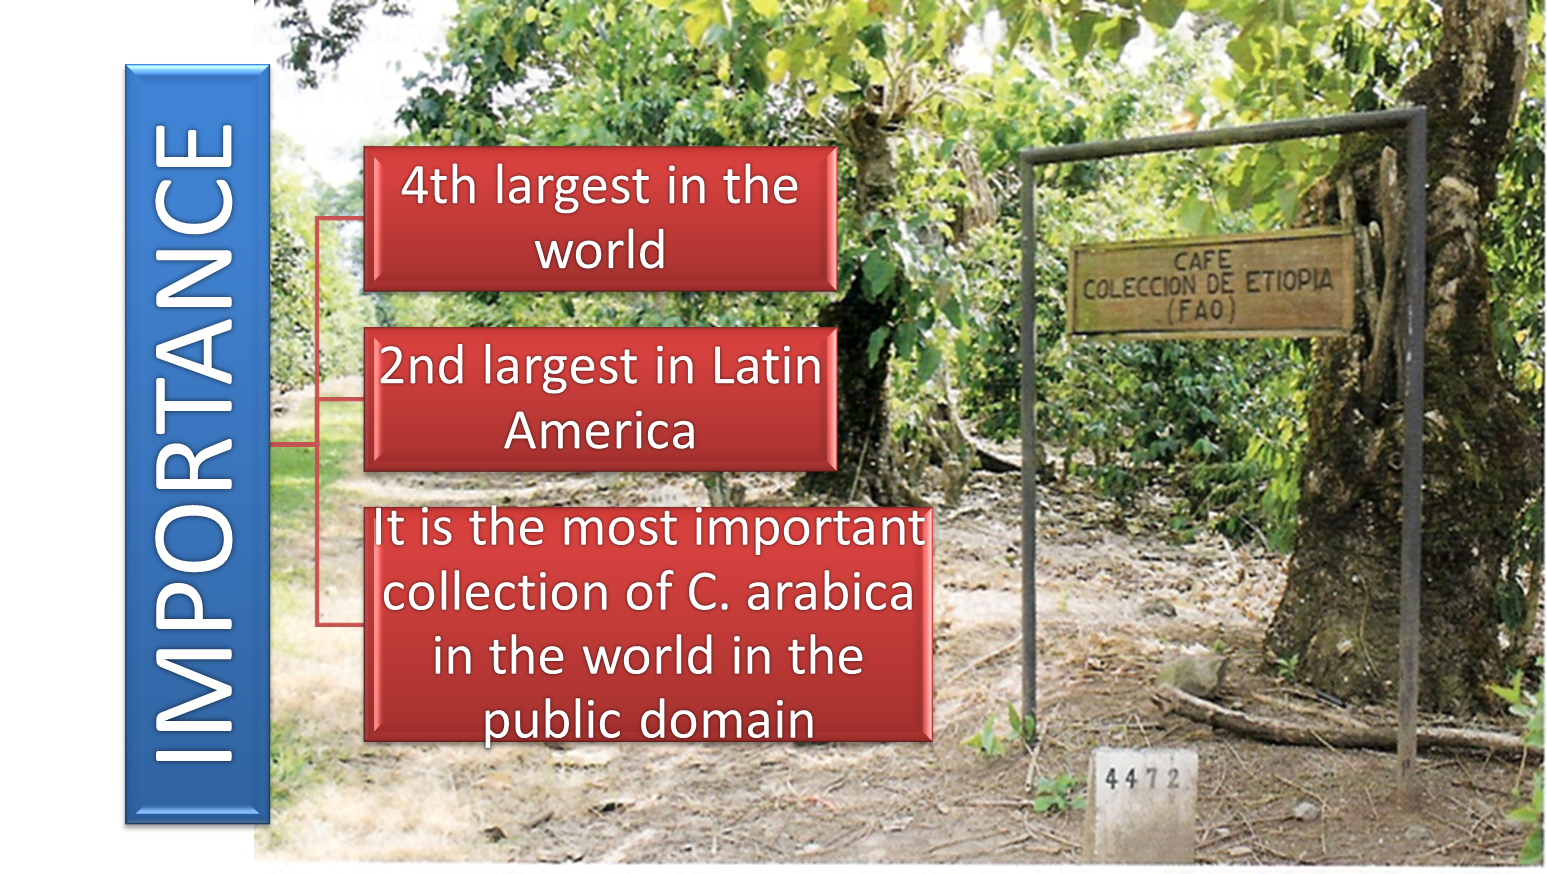 IMPORTANCE
4th largest in the
world
2nd largest in Latin
America
It is the most important
collection of C. arabica
in the world in the
public domain
CAFE
COLECCION DE ETIOPIA
(FAO)
4472